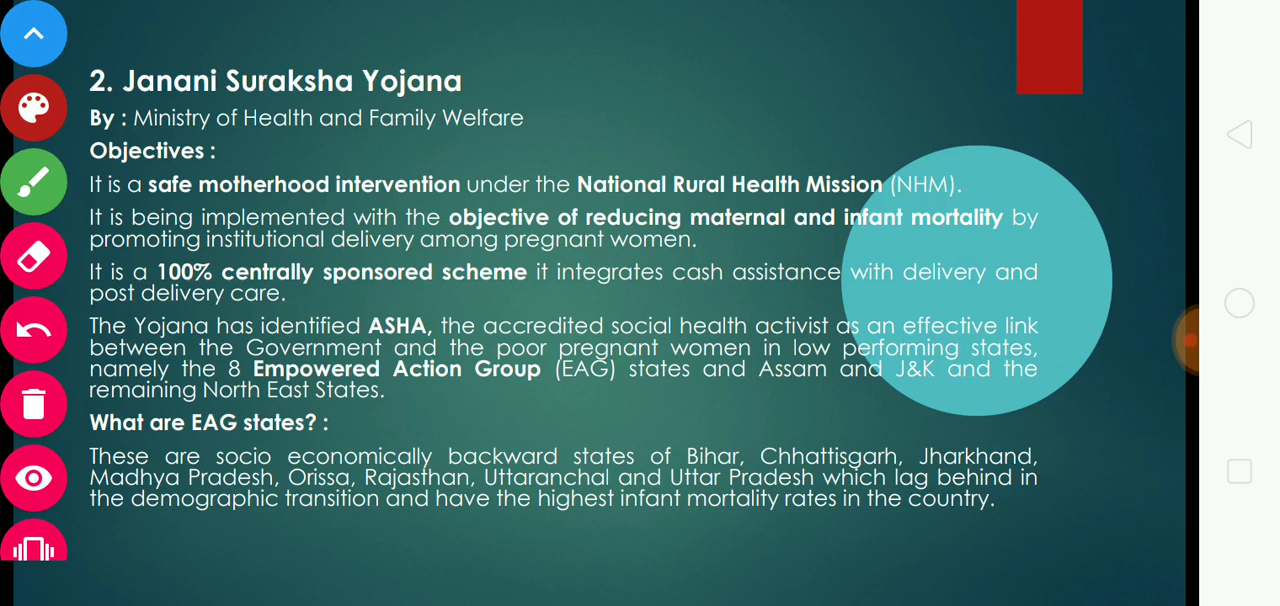 2. Janani Suraksha Yojana
By : Ministry of Health and Family Welfare
Objectives :
It is a safe motherhood intervention under the National Rural Health Mission (NHM).
It is being implemented with the objective of reducing maternal and infant mortality by
promoting institutional delivery among pregnant women.
It is a 100% centrally sponsored scheme it integrates cash assistance with delivery and
post delivery care.
The Yojana has identified ASHA, the accredited social health activist as an effective link
between the Government and the poor pregnant women in low performing states,
namely the 8 Empowered Action Group (EAG) states and Assam and J&K and the
remaining North East States.
What are EAG states? :
These are socio economically backward states of Bihar, Chhattisgarh, Jharkhand,
Madhya Pradesh, Orissa, Rajasthan, Uttaranchal and Uttar Pradesh which lag behind in
the demographic transition and have the highest infant mortality rates in the country.